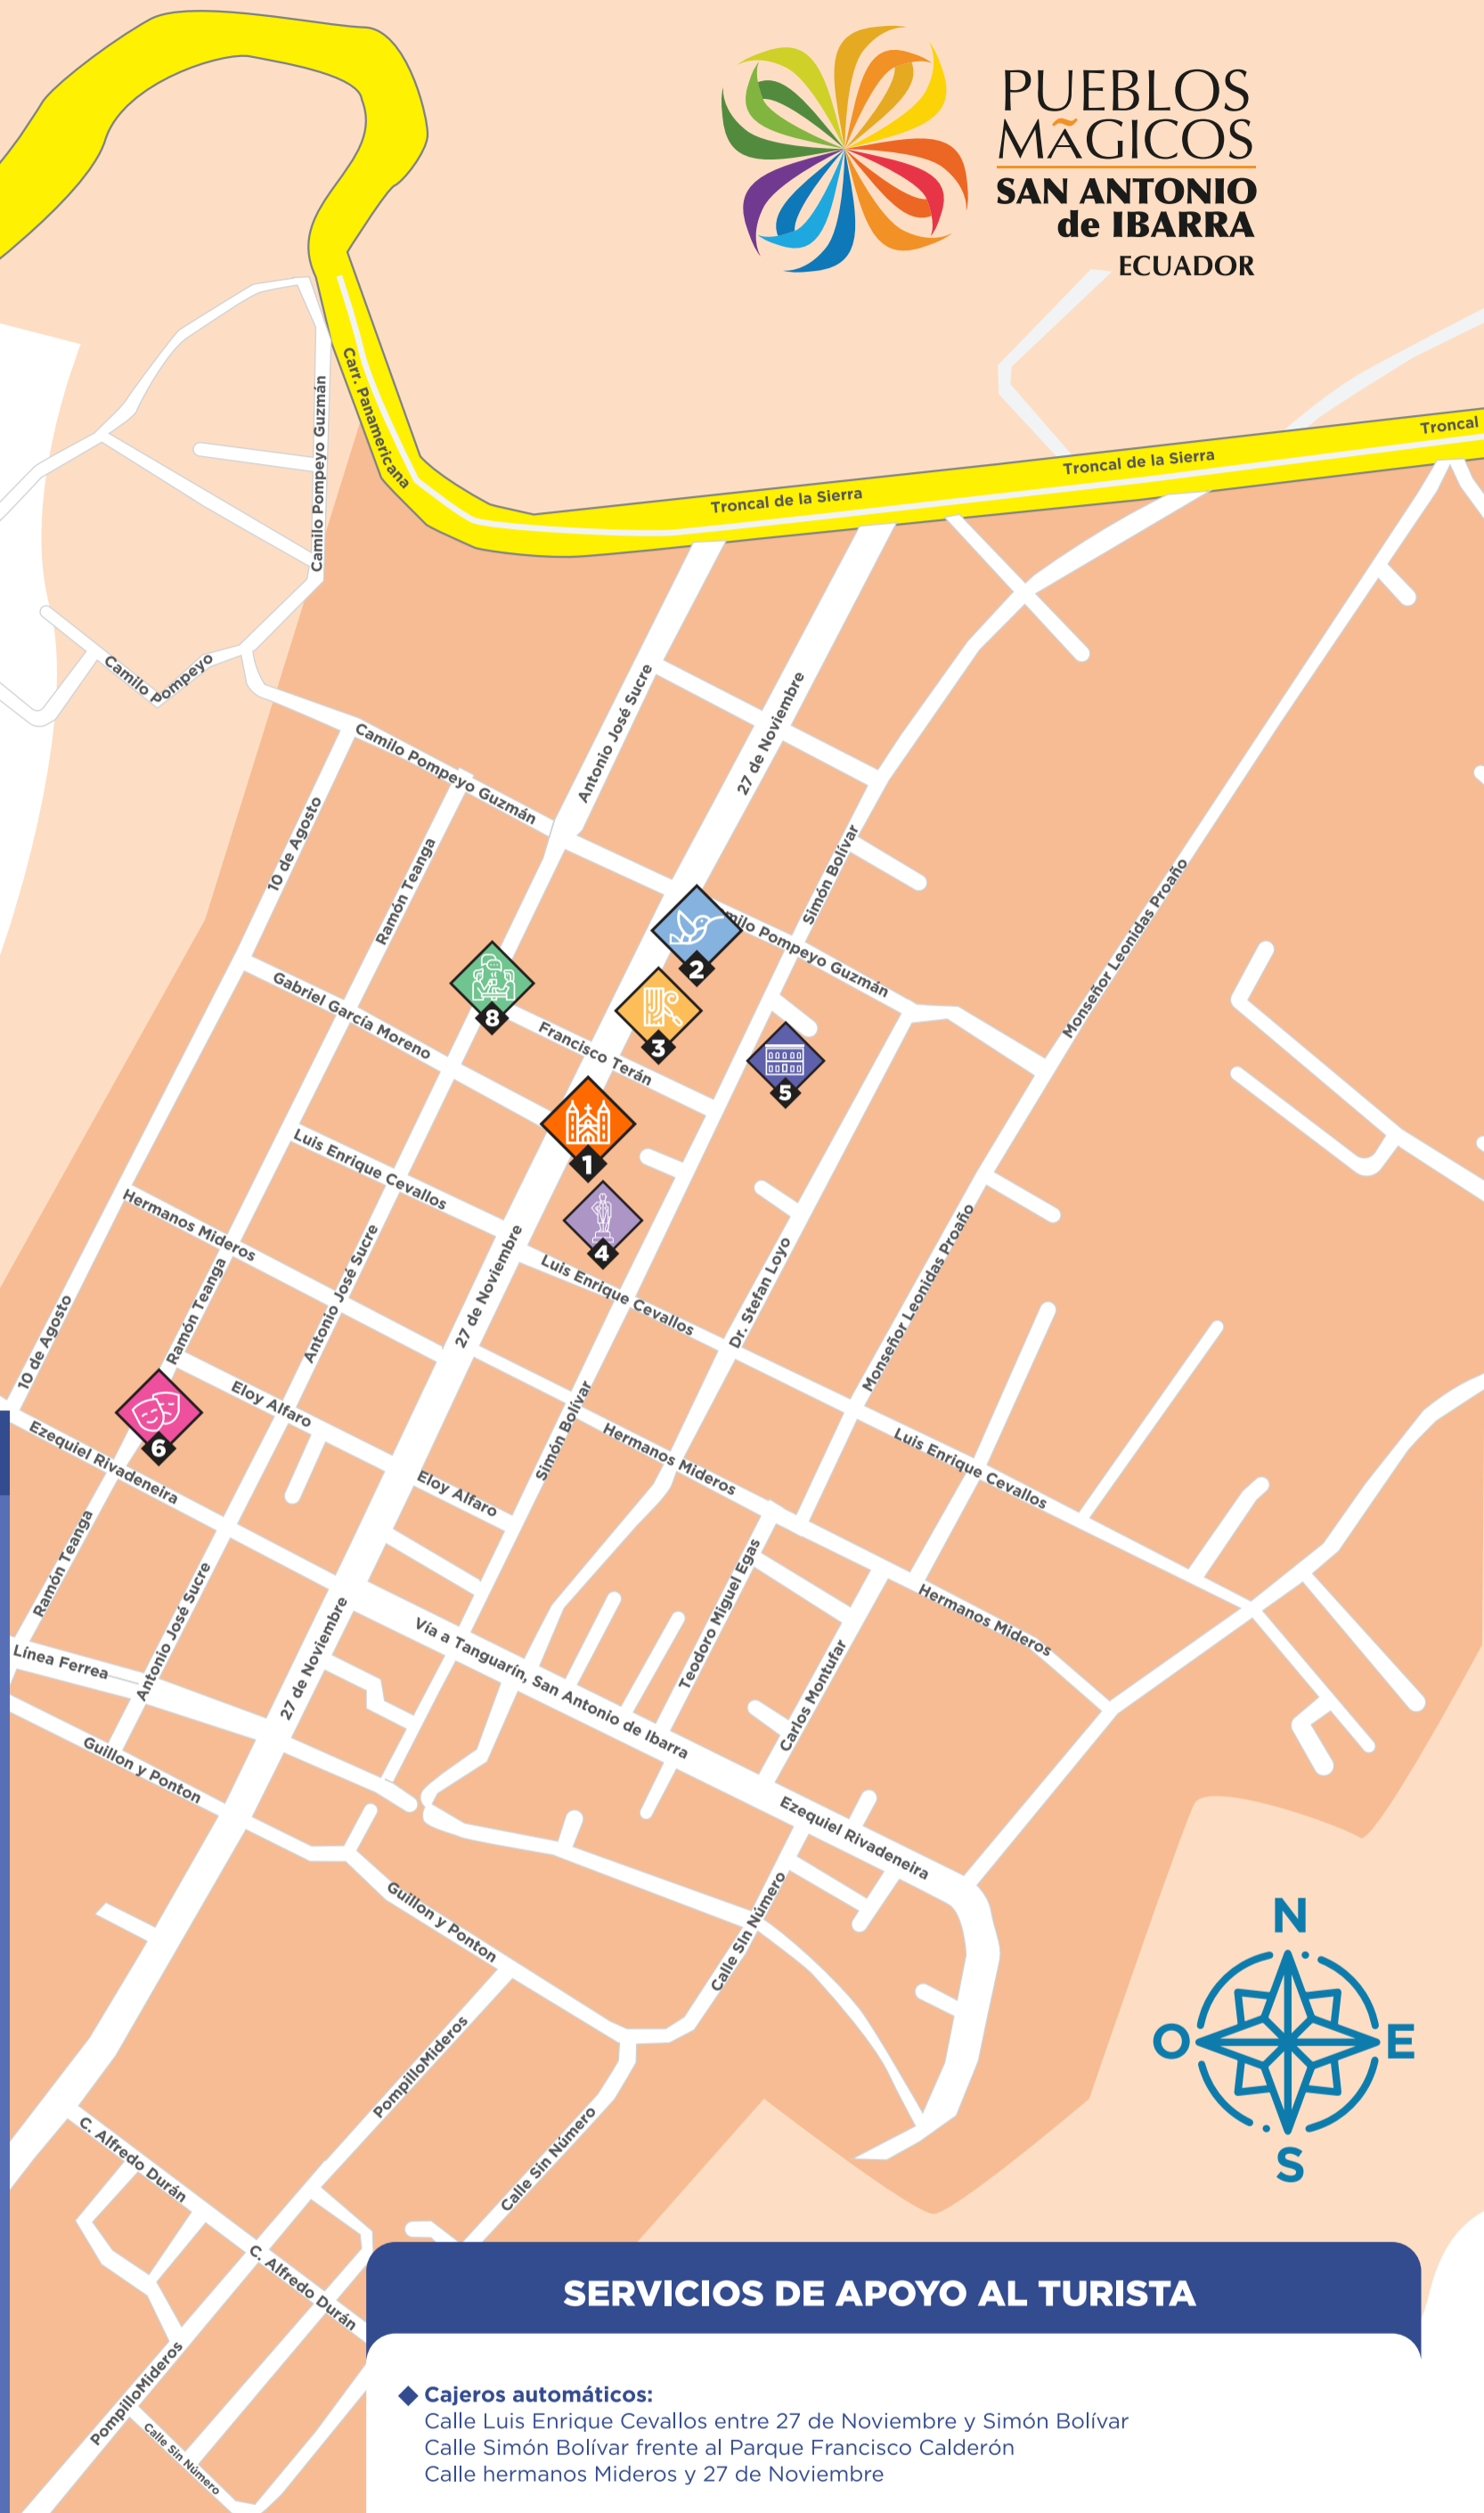 PUEBLOS
MÁGICOS
SAN ANTONIO
de IBARRA
ECUADOR
Carr. Panamericana
Troncal de la Sierra
Troncal de la Sierra
Troncal
Camilo Pompeyo Guzmán
Camilo Pompeyo
Camilo Pompeyo Guzmán
Antonio José Sucre
27 de Noviembre
10 de Agosto
Ramón Teanga
Simón Bolívar
milo Pompeyo Guzmán
Monseñor Leonidas Proaño
2
8
3
5
Gabriel García Moreno
Francisco Terán
1
Luis Enrique Cevallos
Hermanos Mideros
4
Antonio José Sucre
27 de Noviembre
Luis Enrique Cevallos
Dr. Stefan Loyo
Monseñor Leonidas Proaño
Ramón Teanga
10 de Agosto
6
Eloy Alfaro
Simón Bolívar
Ezequiel Rivadeneira
Hermanos Mideros
Luis Enrique Cevallos
Eloy Alfaro
Ramón Teanga
Antonio José Sucre
27 de Noviembre
Teodoro Miguel Egas
Hermanos Mideros
Vía a Tanguarín, San Antonio de Ibarra
Línea Ferrea
Carlos Montufar
Guillon y Ponton
Ezequiel Rivadeneira
Guillon y Ponton
Calle SIn Número
N
O
E
S
PompilloMideros
Calle Sin Número
C. Alfredo Durán
C. Alfredo Durán
PompilloMideros
Calle Sin Número
SERVICIOS DE APOYO AL TURISTA
Cajeros automáticos:
Calle Luis Enrique Cevallos entre 27 de Noviembre y Simón Bolívar
Calle Simón Bolívar frente al Parque Francisco Calderón
Calle hermanos Mideros y 27 de Noviembre